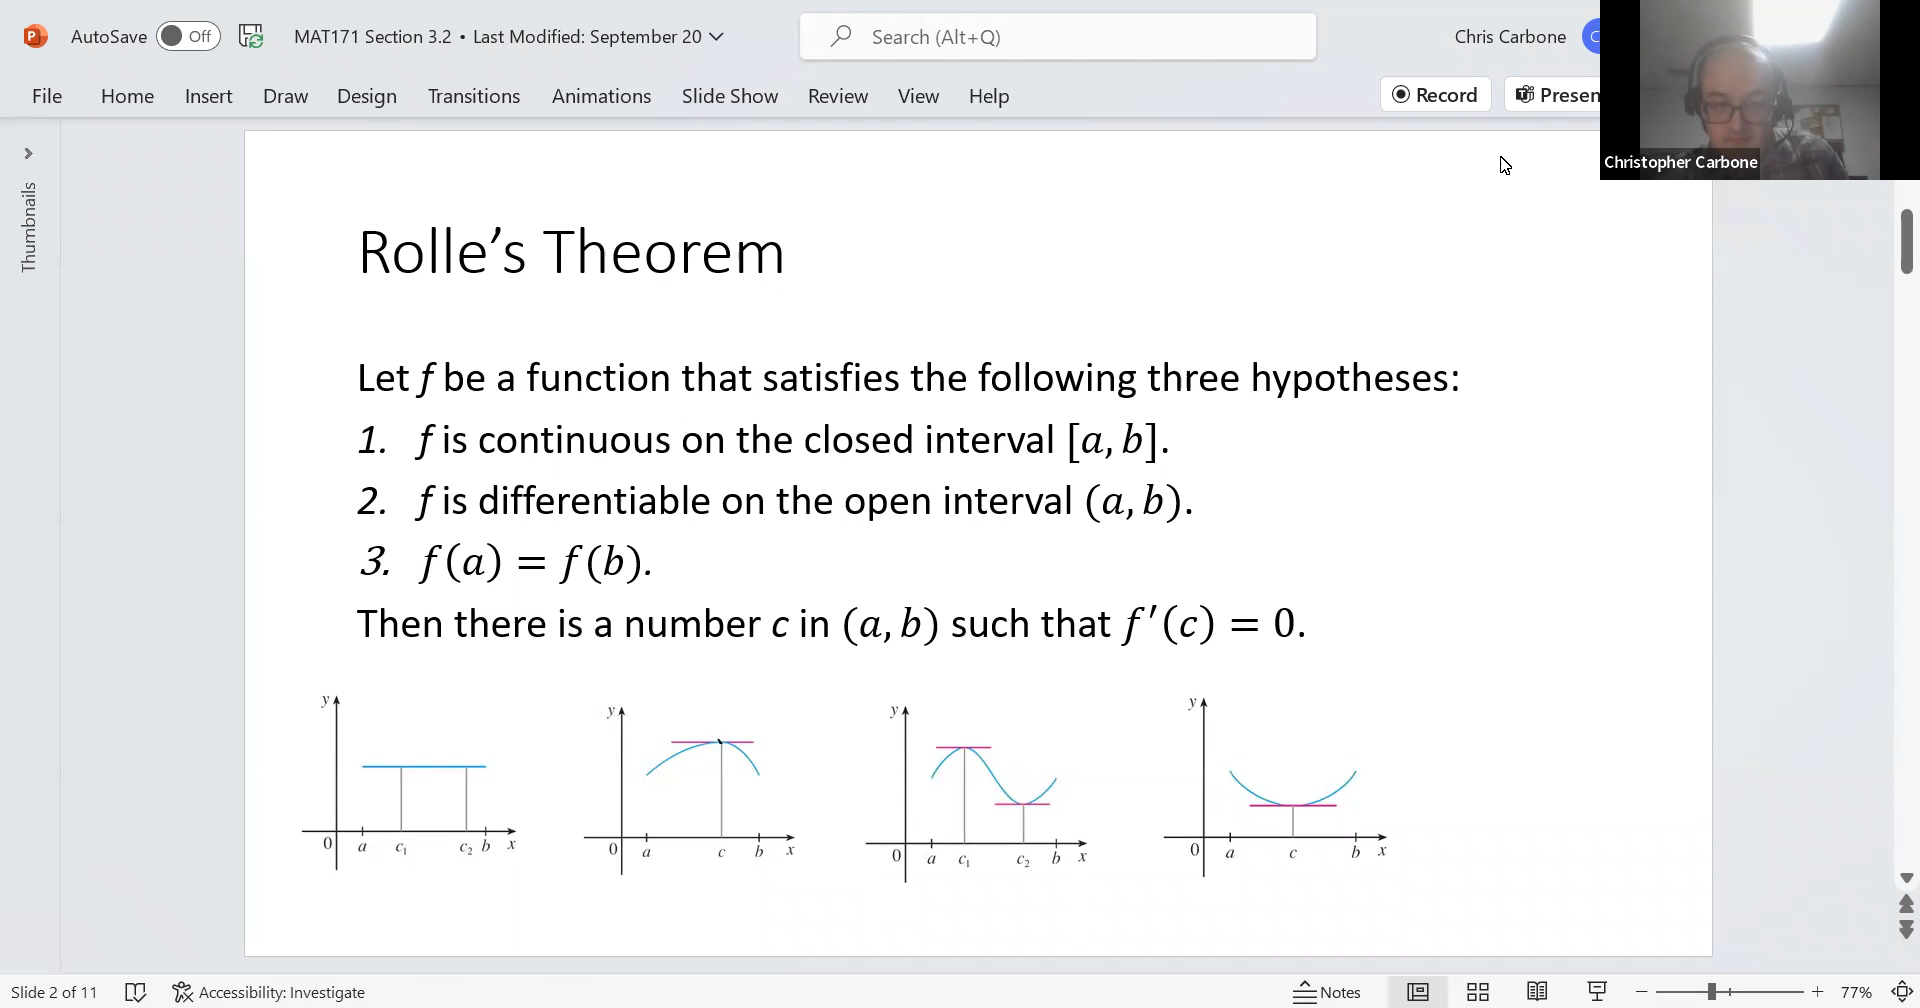 AutoSave Off MAT171 Section 3.2 • Last Modified: September 20 Search (Alt+Q) Chris Carbone
File Home Insert Draw Design Transitions Animations Slide Show Review View Help Record Presen
Christopher Carbone
Thumbnails
Rolle’s Theorem
Let f be a function that satisfies the following three hypotheses:
1. f is continuous on the closed interval [a, b].
2. f is differentiable on the open interval (a, b).
3. f(a) = f(b).
Then there is a number c in (a, b) such that f′(c) = 0.
y y y y
0 a c₁ c₂ b x 0 a c b x 0 a c₁ c₂ b x 0 a c b x
Slide 2 of 11 Accessibility: Investigate Notes 77%